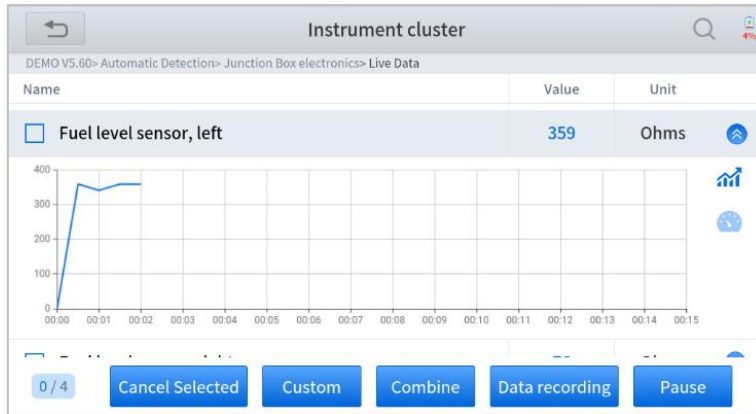 Instrument cluster
4%
DEMO V5.60> Automatic Detection> Junction Box electronics> Live Data
Name Value Unit
Fuel level sensor, left 359 Ohms
400
300
200
100
0
00:00 00:01 00:02 00:03 00:04 00:05 00:06 00:07 00:08 00:09 00:10 00:11 00:12 00:13 00:14 00:15
0 / 4 Cancel Selected Custom Combine Data recording Pause